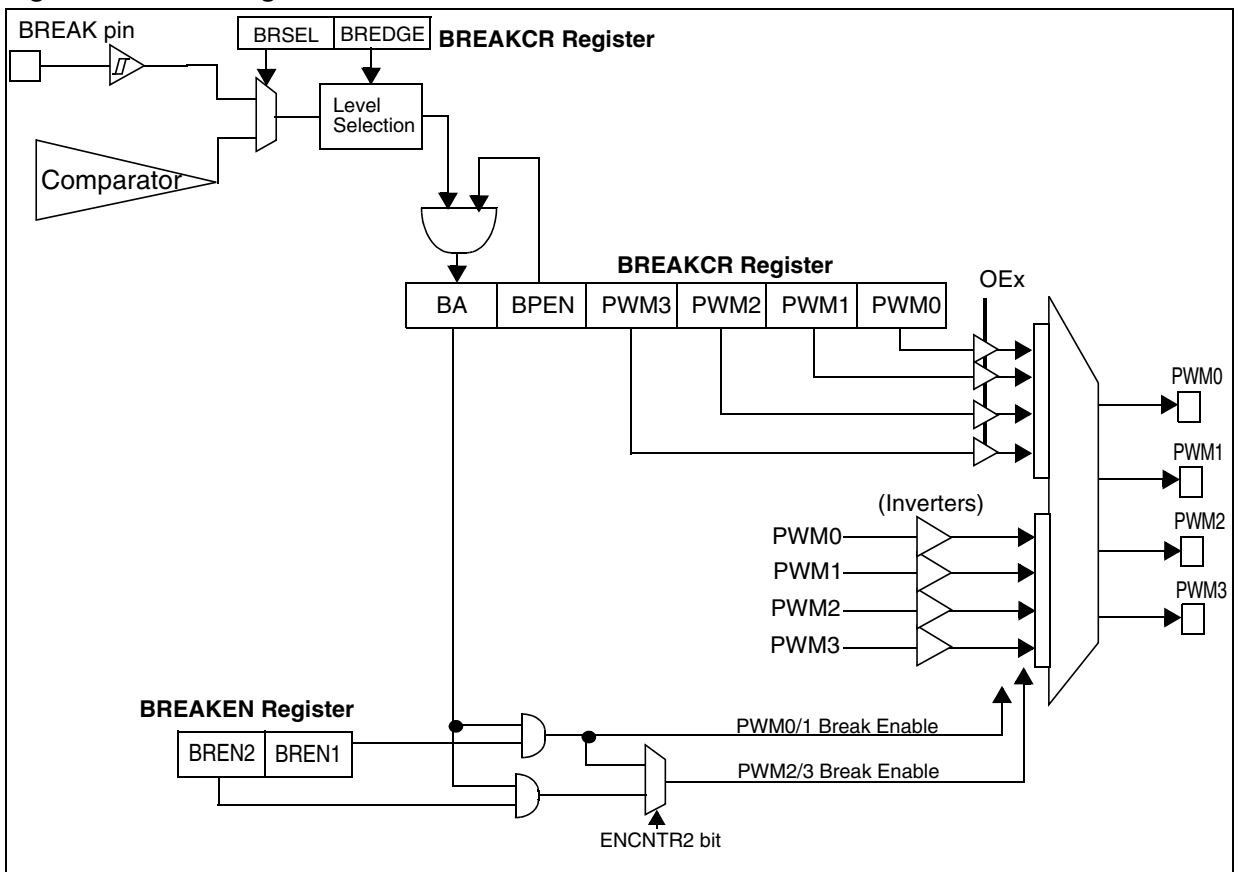 BREAK pin
BRSEL BREDGE BREAKCR Register
Level
Selection
Comparator
BREAKCR Register
OEx
BA BPEN PWM3 PWM2 PWM1 PWM0
PWM0
PWM1
PWM2
PWM3
(Inverters)
PWM0
PWM1
PWM2
PWM3
BREAKEN Register
BREN2 BREN1
PWM0/1 Break Enable
PWM2/3 Break Enable
ENCNTR2 bit